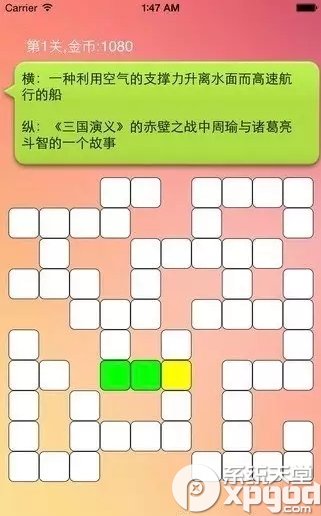 Carrier 1:47 AM
第1关,金币:1080
横：一种利用空气的支撑力升离水面而高速航
行的船
纵：《三国演义》的赤壁之战中周瑜与诸葛亮
斗智的一个故事
系统天堂
xpgod.com